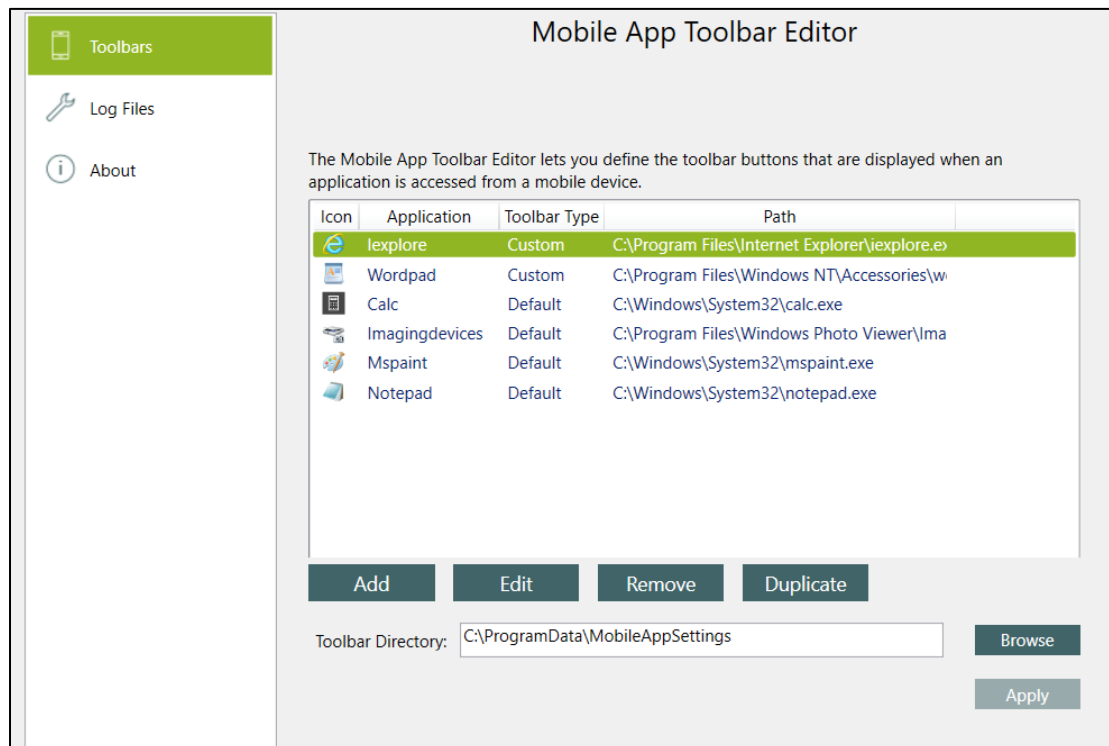 Mobile App Toolbar Editor
Toolbars
Log Files
About
The Mobile App Toolbar Editor lets you define the toolbar buttons that are displayed when an
application is accessed from a mobile device.
Icon Application Toolbar Type Path
Iexplore Custom C:\Program Files\Internet Explorer\iexplore.ex
Wordpad Custom C:\Program Files\Windows NT\Accessories\w
Calc Default C:\Windows\System32\calc.exe
Imagingdevices Default C:\Program Files\Windows Photo Viewer\Ima
Mspaint Default C:\Windows\System32\mspaint.exe
Notepad Default C:\Windows\System32\notepad.exe
Add Edit Remove Duplicate
Toolbar Directory: C:\ProgramData\MobileAppSettings Browse
Apply